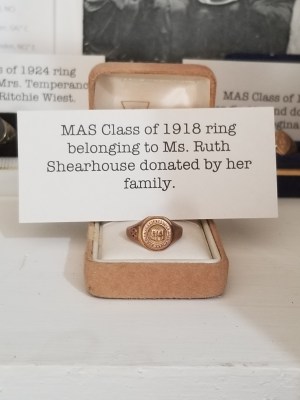 s of 1924 ring
Mrs. Temperanc
Ritchie Wiest.
MAS Class of 1
MAS Class of 1918 ring
belonging to Ms. Ruth
Shearhouse donated by her
family.